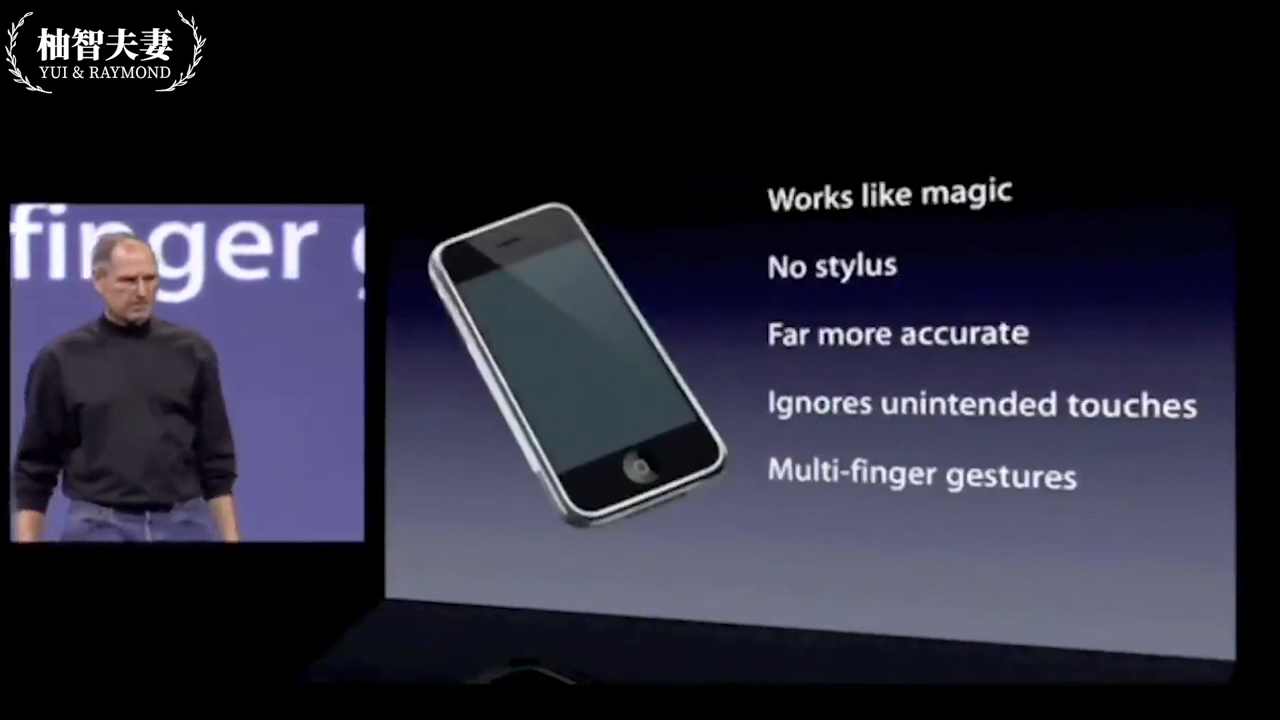 柚智夫妻
YUI & RAYMOND
finger g
Works like magic
No stylus
Far more accurate
Ignores unintended touches
Multi-finger gestures